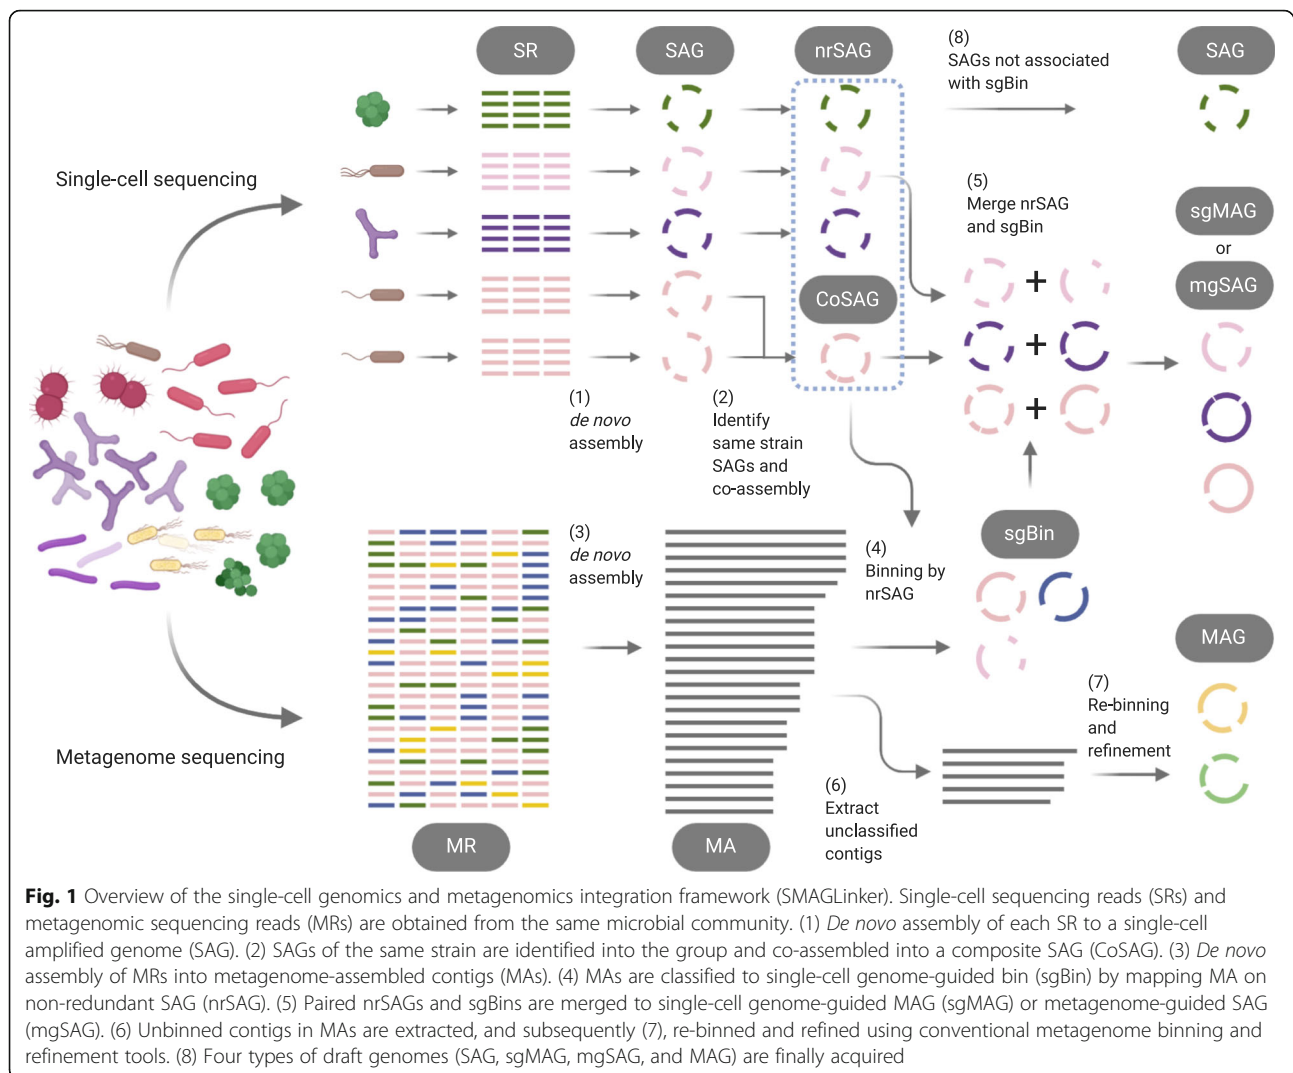 SR
SAG
nrSAG
(8)
SAGs not associated
with sgBin
SAG
Single-cell sequencing
(5)
Merge nrSAG
and sgBin
sgMAG
or
mgSAG
CoSAG
+
+
+
(1)
de novo
assembly
(2)
Identify
same strain
SAGs and
co-assembly
(3)
de novo
assembly
(4)
Binning by
nrSAG
sgBin
MAG
(7)
Re-binning
and
refinement
Metagenome sequencing
(6)
Extract
unclassified
contigs
MR
MA
Fig. 1 Overview of the single-cell genomics and metagenomics integration framework (SMAGLinker). Single-cell sequencing reads (SRs) and
metagenomic sequencing reads (MRs) are obtained from the same microbial community. (1) De novo assembly of each SR to a single-cell
amplified genome (SAG). (2) SAGs of the same strain are identified into the group and co-assembled into a composite SAG (CoSAG). (3) De novo
assembly of MRs into metagenome-assembled contigs (MAs). (4) MAs are classified to single-cell genome-guided bin (sgBin) by mapping MA on
non-redundant SAG (nrSAG). (5) Paired nrSAGs and sgBins are merged to single-cell genome-guided MAG (sgMAG) or metagenome-guided SAG
(mgSAG). (6) Unbinned contigs in MAs are extracted, and subsequently (7), re-binned and refined using conventional metagenome binning and
refinement tools. (8) Four types of draft genomes (SAG, sgMAG, mgSAG, and MAG) are finally acquired